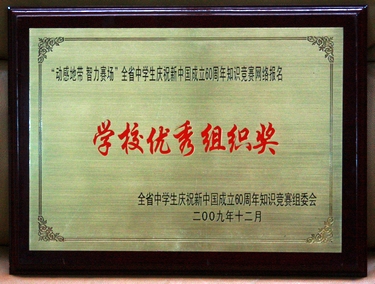 “动感地带 智力赛场”全省中学生庆祝新中国成立60周年知识竞赛网络报名
学校优秀组织奖
全省中学生庆祝新中国成立60周年知识竞赛组委会
二00九年十二月